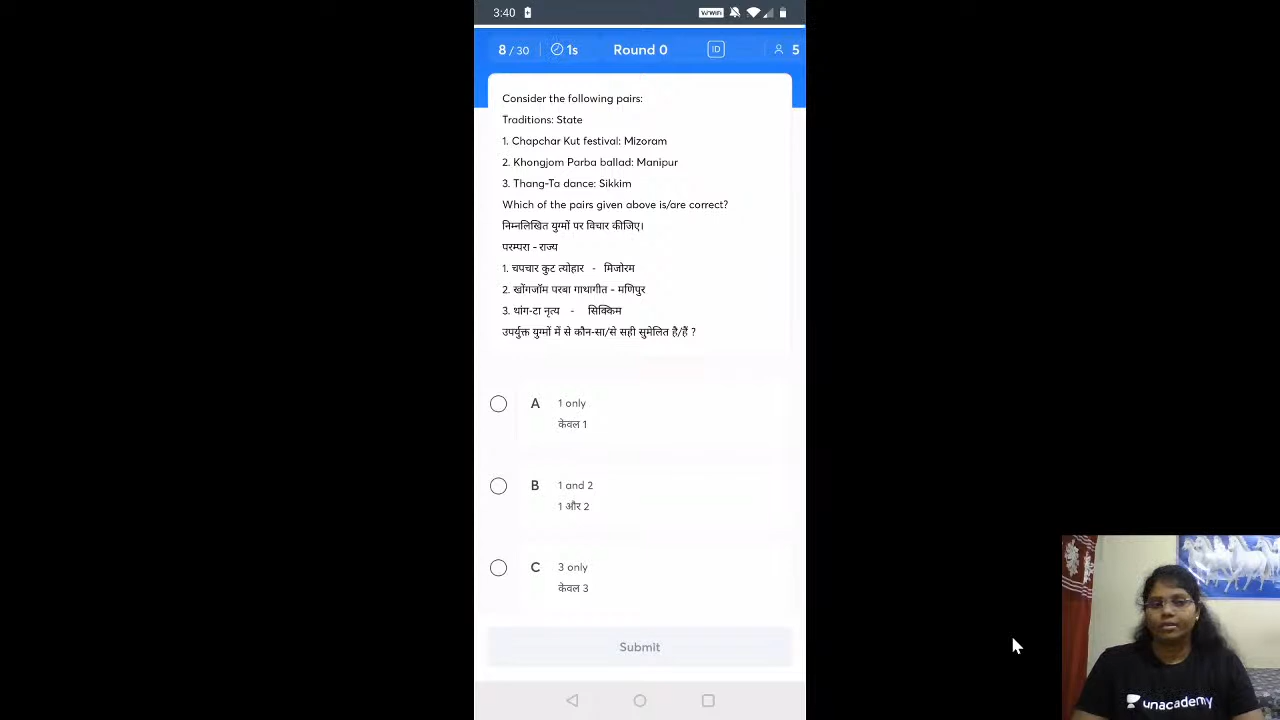 3:40
VoWiFi
8 / 30
1s
Round 0
ID
5
Consider the following pairs:
Traditions: State
1. Chapchar Kut festival: Mizoram
2. Khongjom Parba ballad: Manipur
3. Thang-Ta dance: Sikkim
Which of the pairs given above is/are correct?
निम्नलिखित युग्मों पर विचार कीजिए।
परम्परा - राज्य
1. चपचार कुट त्योहार - मिजोरम
2. खोंगजॉम परबा गाथागीत - मणिपुर
3. थांग-टा नृत्य - सिक्किम
उपर्युक्त युग्मों में से कौन-सा/से सही सुमेलित है/हैं ?
A 1 only
केवल 1
B 1 and 2
1 और 2
C 3 only
केवल 3
Submit
unacademy